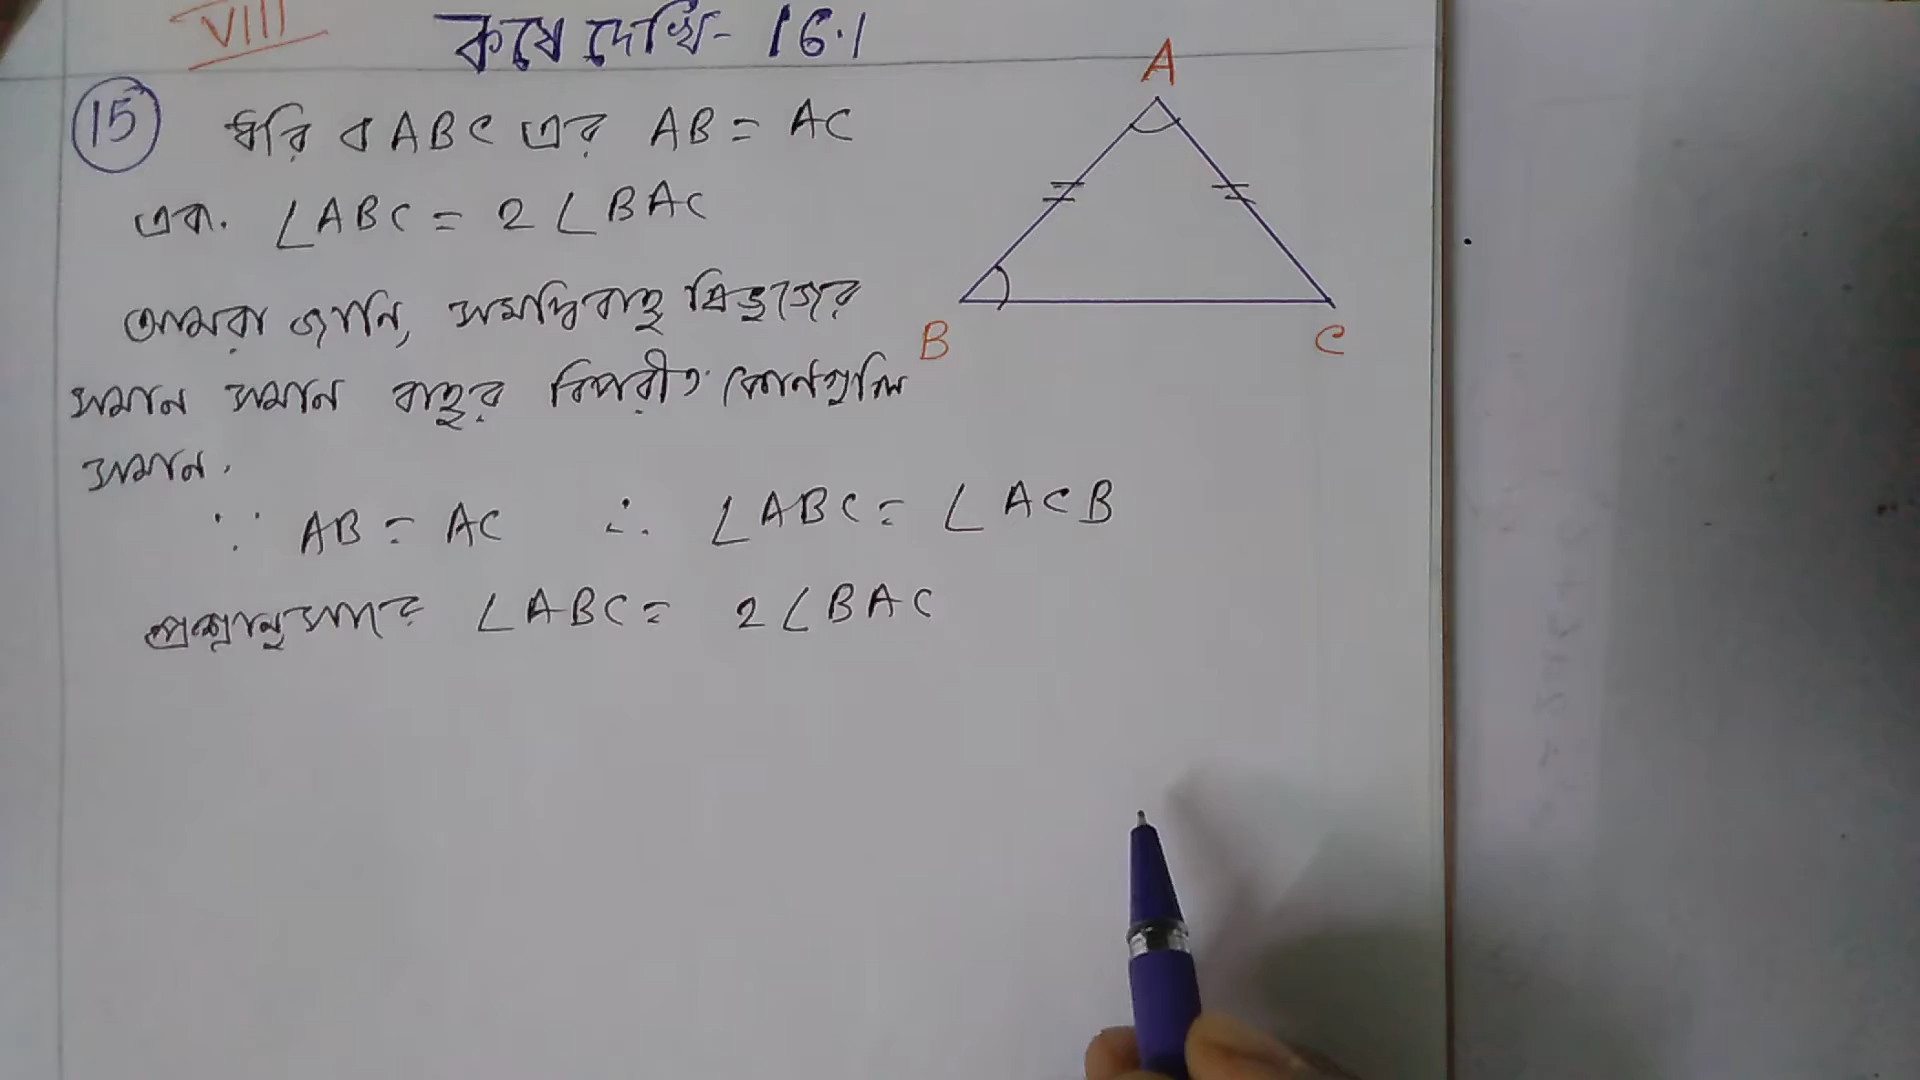 VIII
কষে দেখি- 16.1
15 ধরি △ ABC এর AB = AC
এবং ∠ABC = 2∠BAC
আমরা জানি, সমদ্বিবাহু ত্রিভুজের
সমান সমান বাহুর বিপরীত কোণগুলি
সমান.
∵ AB = AC ∴ ∠ABC = ∠ACB
প্রশ্নানুসারে ∠ABC = 2∠BAC
A
B
C